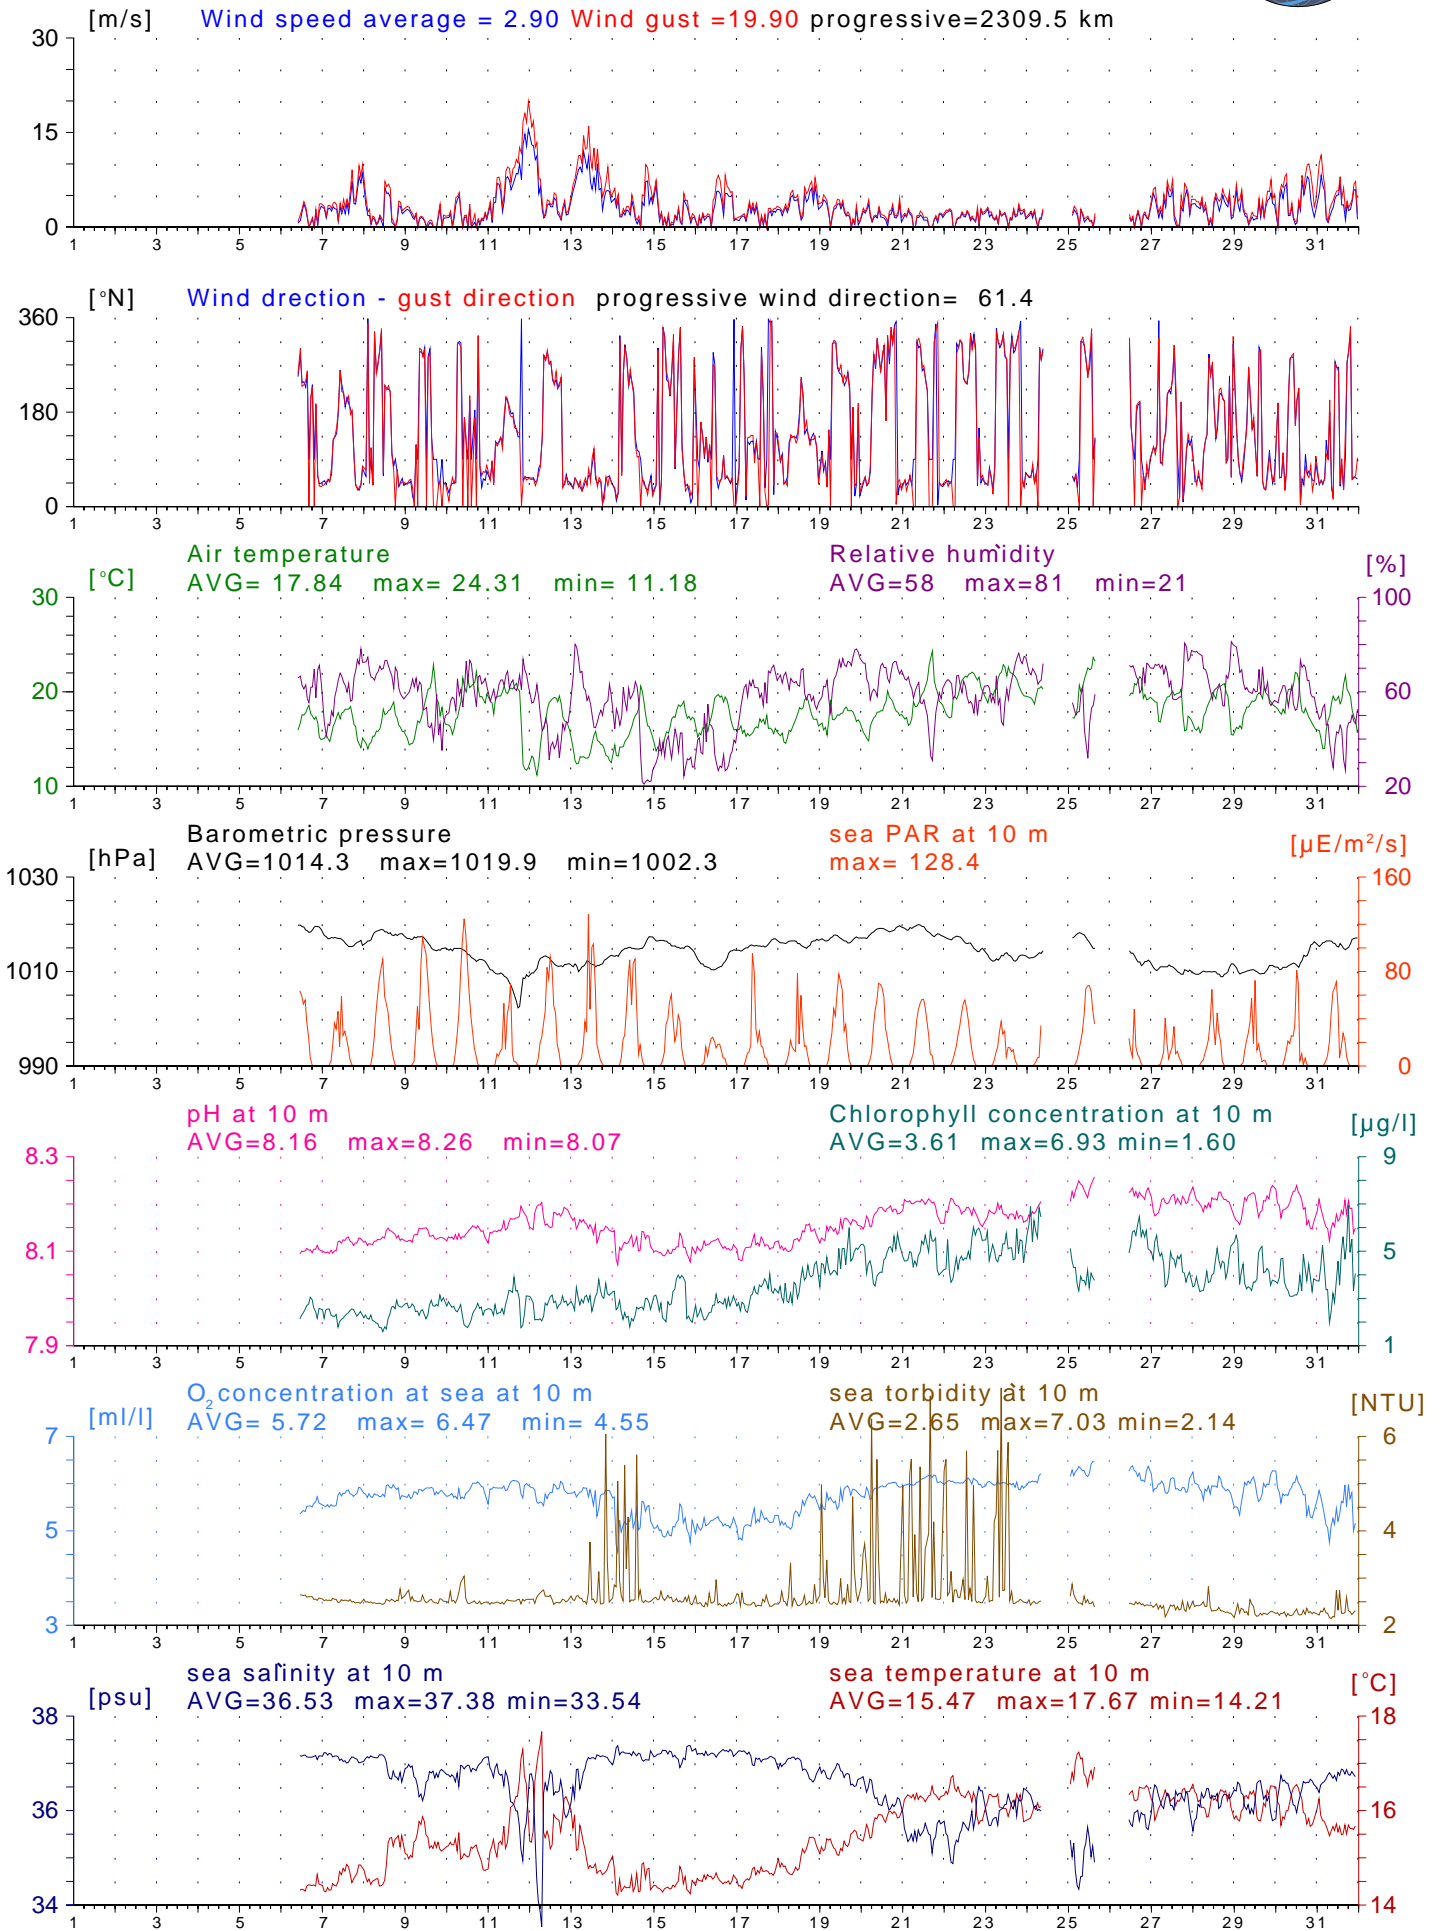 [m/s] Wind speed average = 2.90 Wind gust =19.90 progressive=2309.5 km
30
15
0
1 3 5 7 9 11 13 15 17 19 21 23 25 27 29 31
[°N] Wind drection - gust direction progressive wind direction= 61.4
360
180
0
1 3 5 7 9 11 13 15 17 19 21 23 25 27 29 31
Air temperature Relative humidity
[°C] AVG= 17.84 max= 24.31 min= 11.18 AVG=58 max=81 min=21 [%]
30 100
20 60
10 20
1 3 5 7 9 11 13 15 17 19 21 23 25 27 29 31
Barometric pressure sea PAR at 10 m
[hPa] AVG=1014.3 max=1019.9 min=1002.3 max= 128.4 [µE/m²/s]
1030 160
1010 80
990 0
1 3 5 7 9 11 13 15 17 19 21 23 25 27 29 31
pH at 10 m Chlorophyll concentration at 10 m
AVG=8.16 max=8.26 min=8.07 AVG=3.61 max=6.93 min=1.60 [µg/l]
8.3 9
8.1 5
7.9 1
1 3 5 7 9 11 13 15 17 19 21 23 25 27 29 31
O₂ concentration at sea at 10 m sea torbidity at 10 m
[ml/l] AVG= 5.72 max= 6.47 min= 4.55 AVG=2.65 max=7.03 min=2.14 [NTU]
7 6
5 4
3 2
1 3 5 7 9 11 13 15 17 19 21 23 25 27 29 31
sea salinity at 10 m sea temperature at 10 m
[psu] AVG=36.53 max=37.38 min=33.54 AVG=15.47 max=17.67 min=14.21 [°C]
38 18
36 16
34 14
1 3 5 7 9 11 13 15 17 19 21 23 25 27 29 31